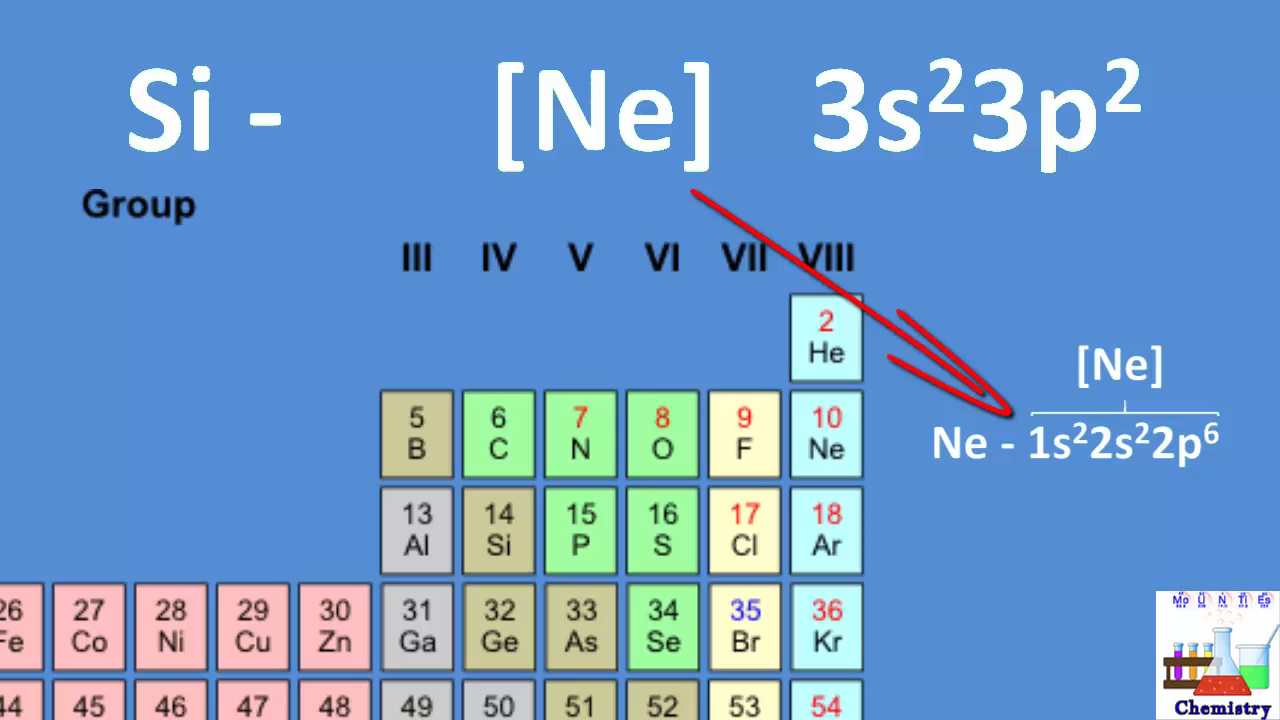 Si - [Ne] 3s²3p²
Group
III IV V VI VII VIII
2
He
[Ne]
Ne - 1s²2s²2p⁶
5 6 7 8 9 10
B C N O F Ne
13 14 15 16 17 18
Al Si P S Cl Ar
26 27 28 29 30 31 32 33 34 35 36
Fe Co Ni Cu Zn Ga Ge As Se Br Kr
44 45 46 47 48 49 50 51 52 53 54
Mo U N Ti Es
Chemistry